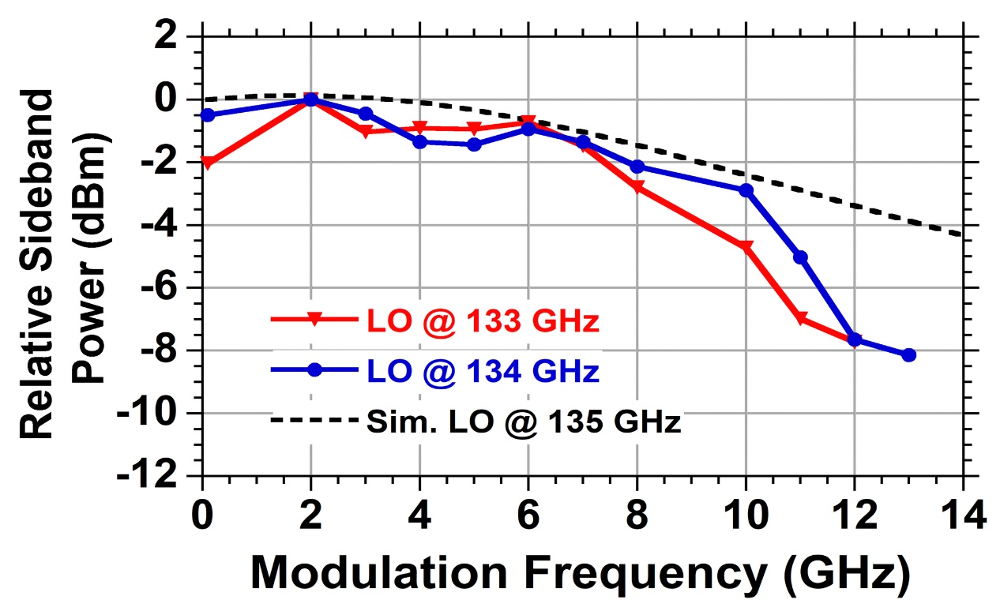 Relative Sideband
Power (dBm)
2
0
-2
-4
-6
-8
-10
-12
LO @ 133 GHz
LO @ 134 GHz
Sim. LO @ 135 GHz
0 2 4 6 8 10 12 14
Modulation Frequency (GHz)